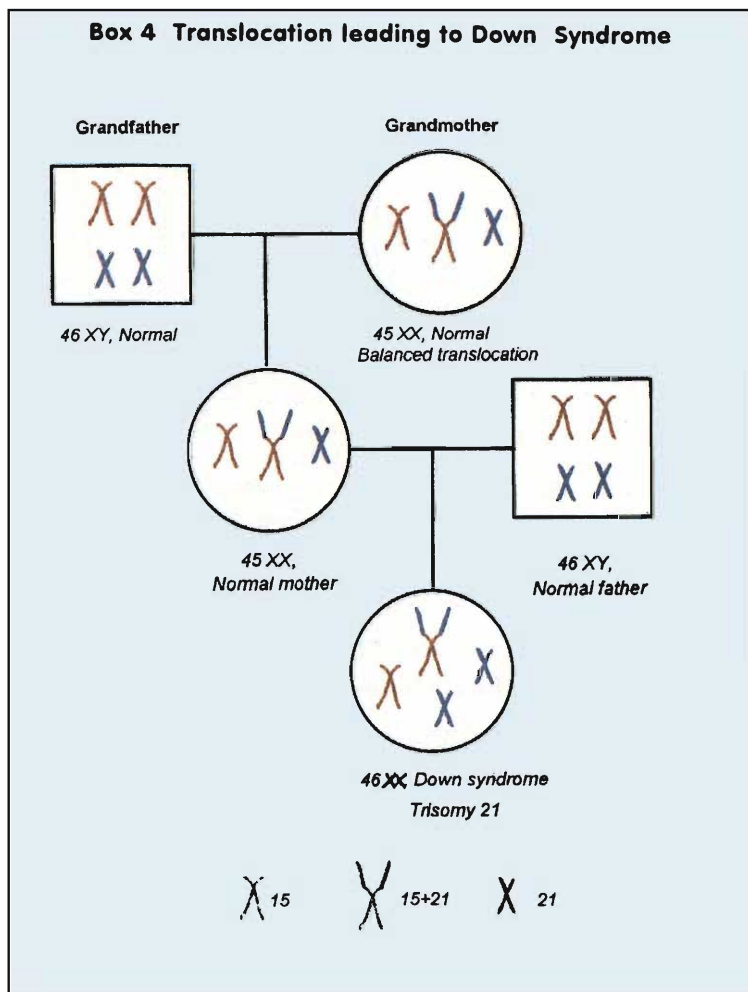 Box 4 Translocation leading to Down Syndrome
Grandfather
Grandmother
46 XY, Normal
45 XX, Normal
Balanced translocation
45 XX,
Normal mother
46 XY,
Normal father
46 XX, Down syndrome
Trisomy 21
15
15+21
21